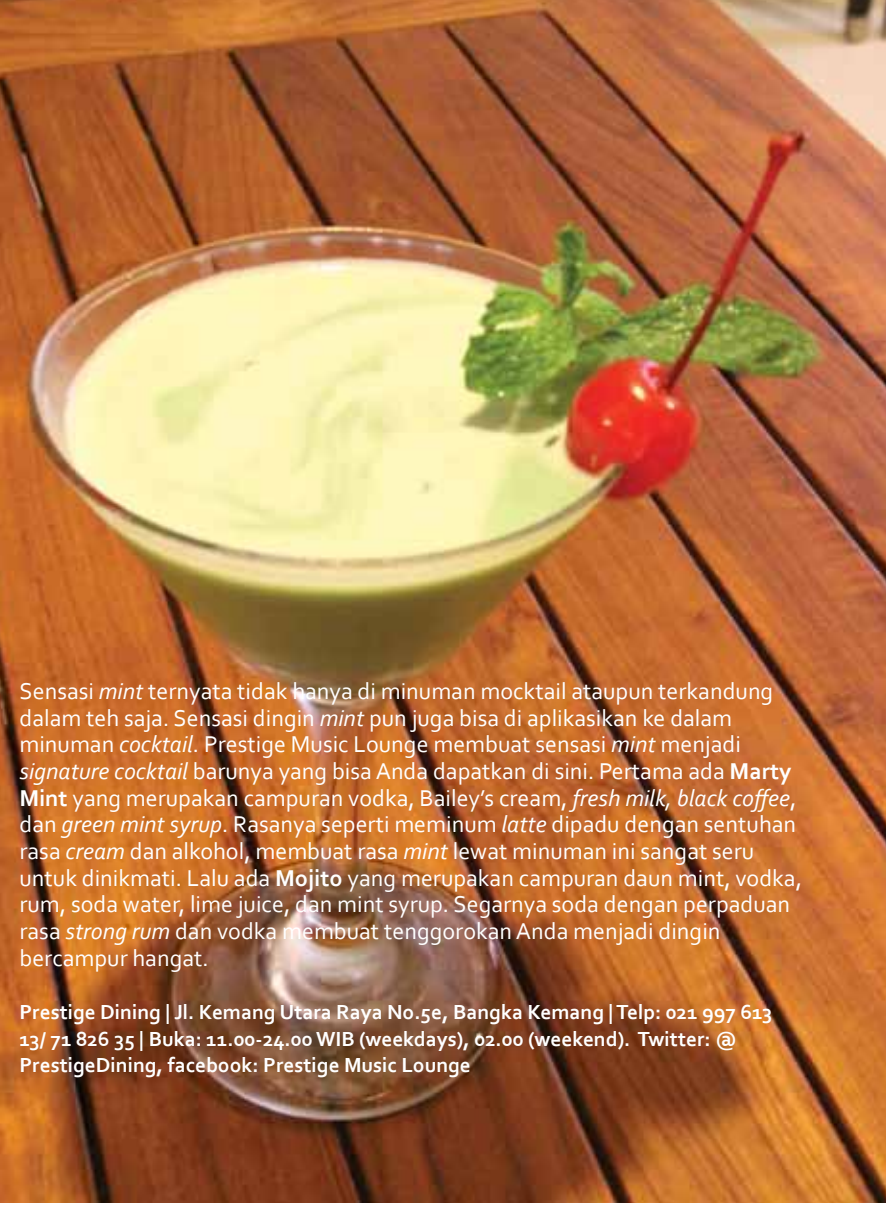 Sensasi mint ternyata tidak hanya di minuman mocktail ataupun terkandung
dalam teh saja. Sensasi dingin mint pun juga bisa di aplikasikan ke dalam
minuman cocktail. Prestige Music Lounge membuat sensasi mint menjadi
signature cocktail barunya yang bisa Anda dapatkan di sini. Pertama ada Marty
Mint yang merupakan campuran vodka, Bailey’s cream, fresh milk, black coffee,
dan green mint syrup. Rasanya seperti meminum latte dipadu dengan sentuhan
rasa cream dan alkohol, membuat rasa mint lewat minuman ini sangat seru
untuk dinikmati. Lalu ada Mojito yang merupakan campuran daun mint, vodka,
rum, soda water, lime juice, dan mint syrup. Segarnya soda dengan perpaduan
rasa strong rum dan vodka membuat tenggorokan Anda menjadi dingin
bercampur hangat.
Prestige Dining | Jl. Kemang Utara Raya No.5e, Bangka Kemang | Telp: 021 997 613
13/ 71 826 35 | Buka: 11.00-24.00 WIB (weekdays), 02.00 (weekend). Twitter: @
PrestigeDining, facebook: Prestige Music Lounge